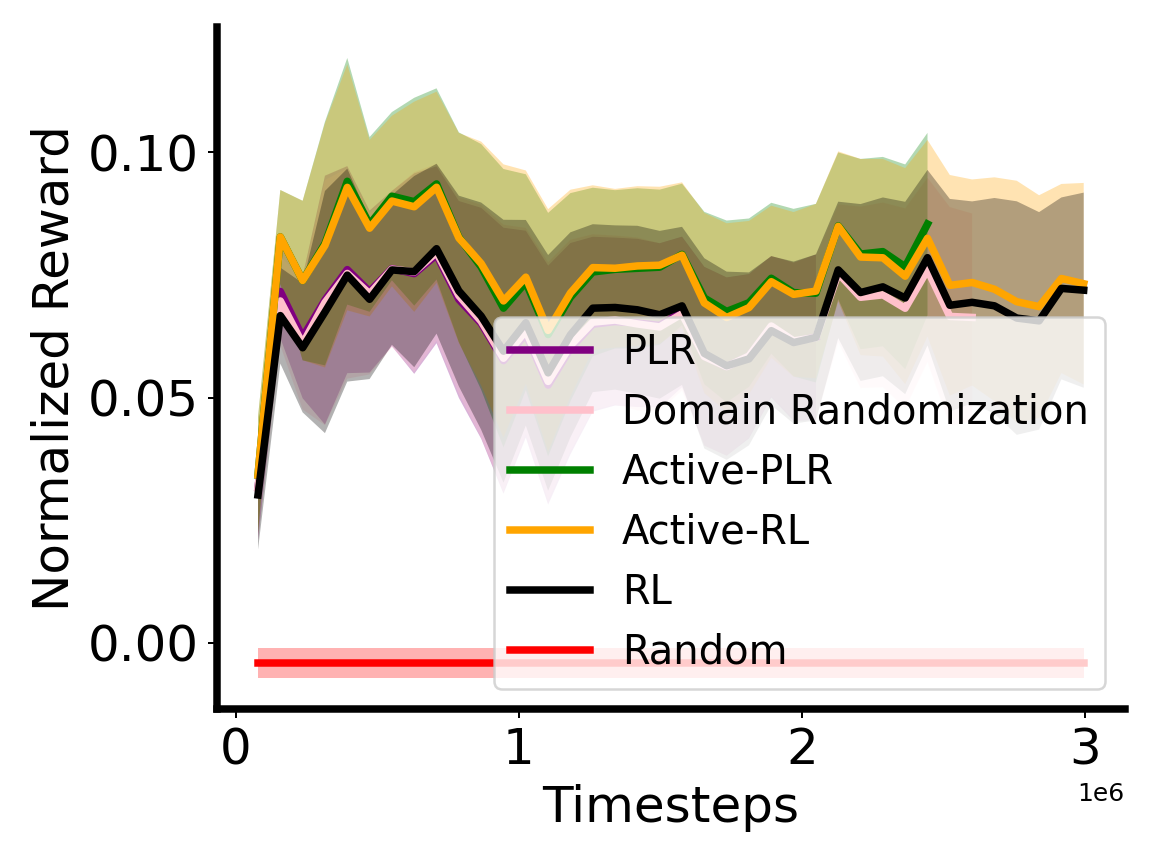 Normalized Reward
0.10
0.05
0.00
PLR
Domain Randomization
Active-PLR
Active-RL
RL
Random
0 1 2 3
1e6
Timesteps